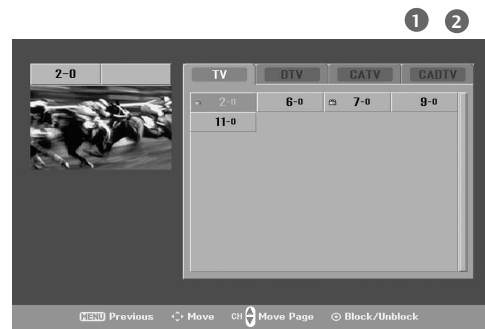 1 2
2-0
TV DTV CATV CADTV
2-0 6-0 7-0 9-0
11-0
MENU Previous Move CH Move Page Block/Unblock